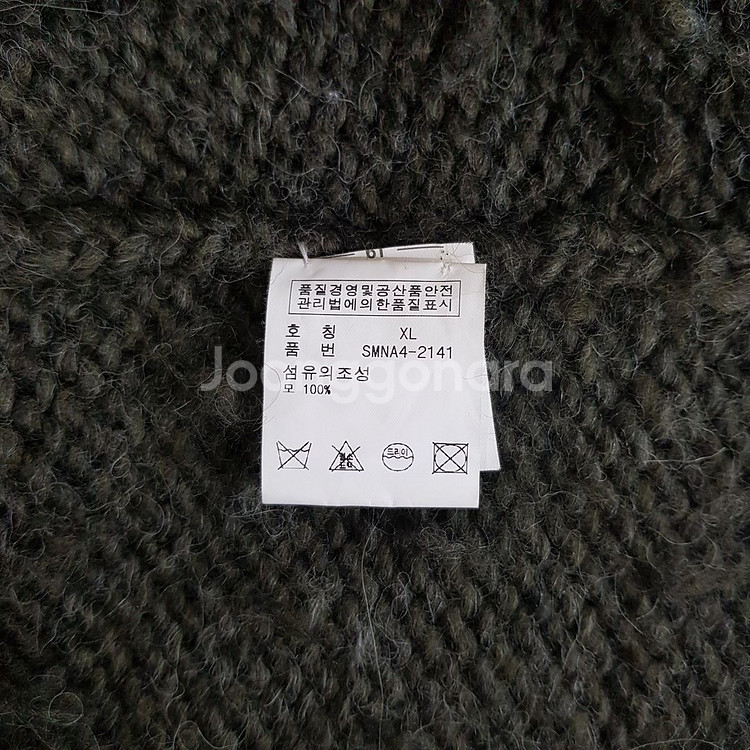 품질경영및공산품안전
관리법에의한품질표시
호 칭 XL
품 번 SMNA4-2141
섬유의조성
모 100%
드라이
Joonggonara